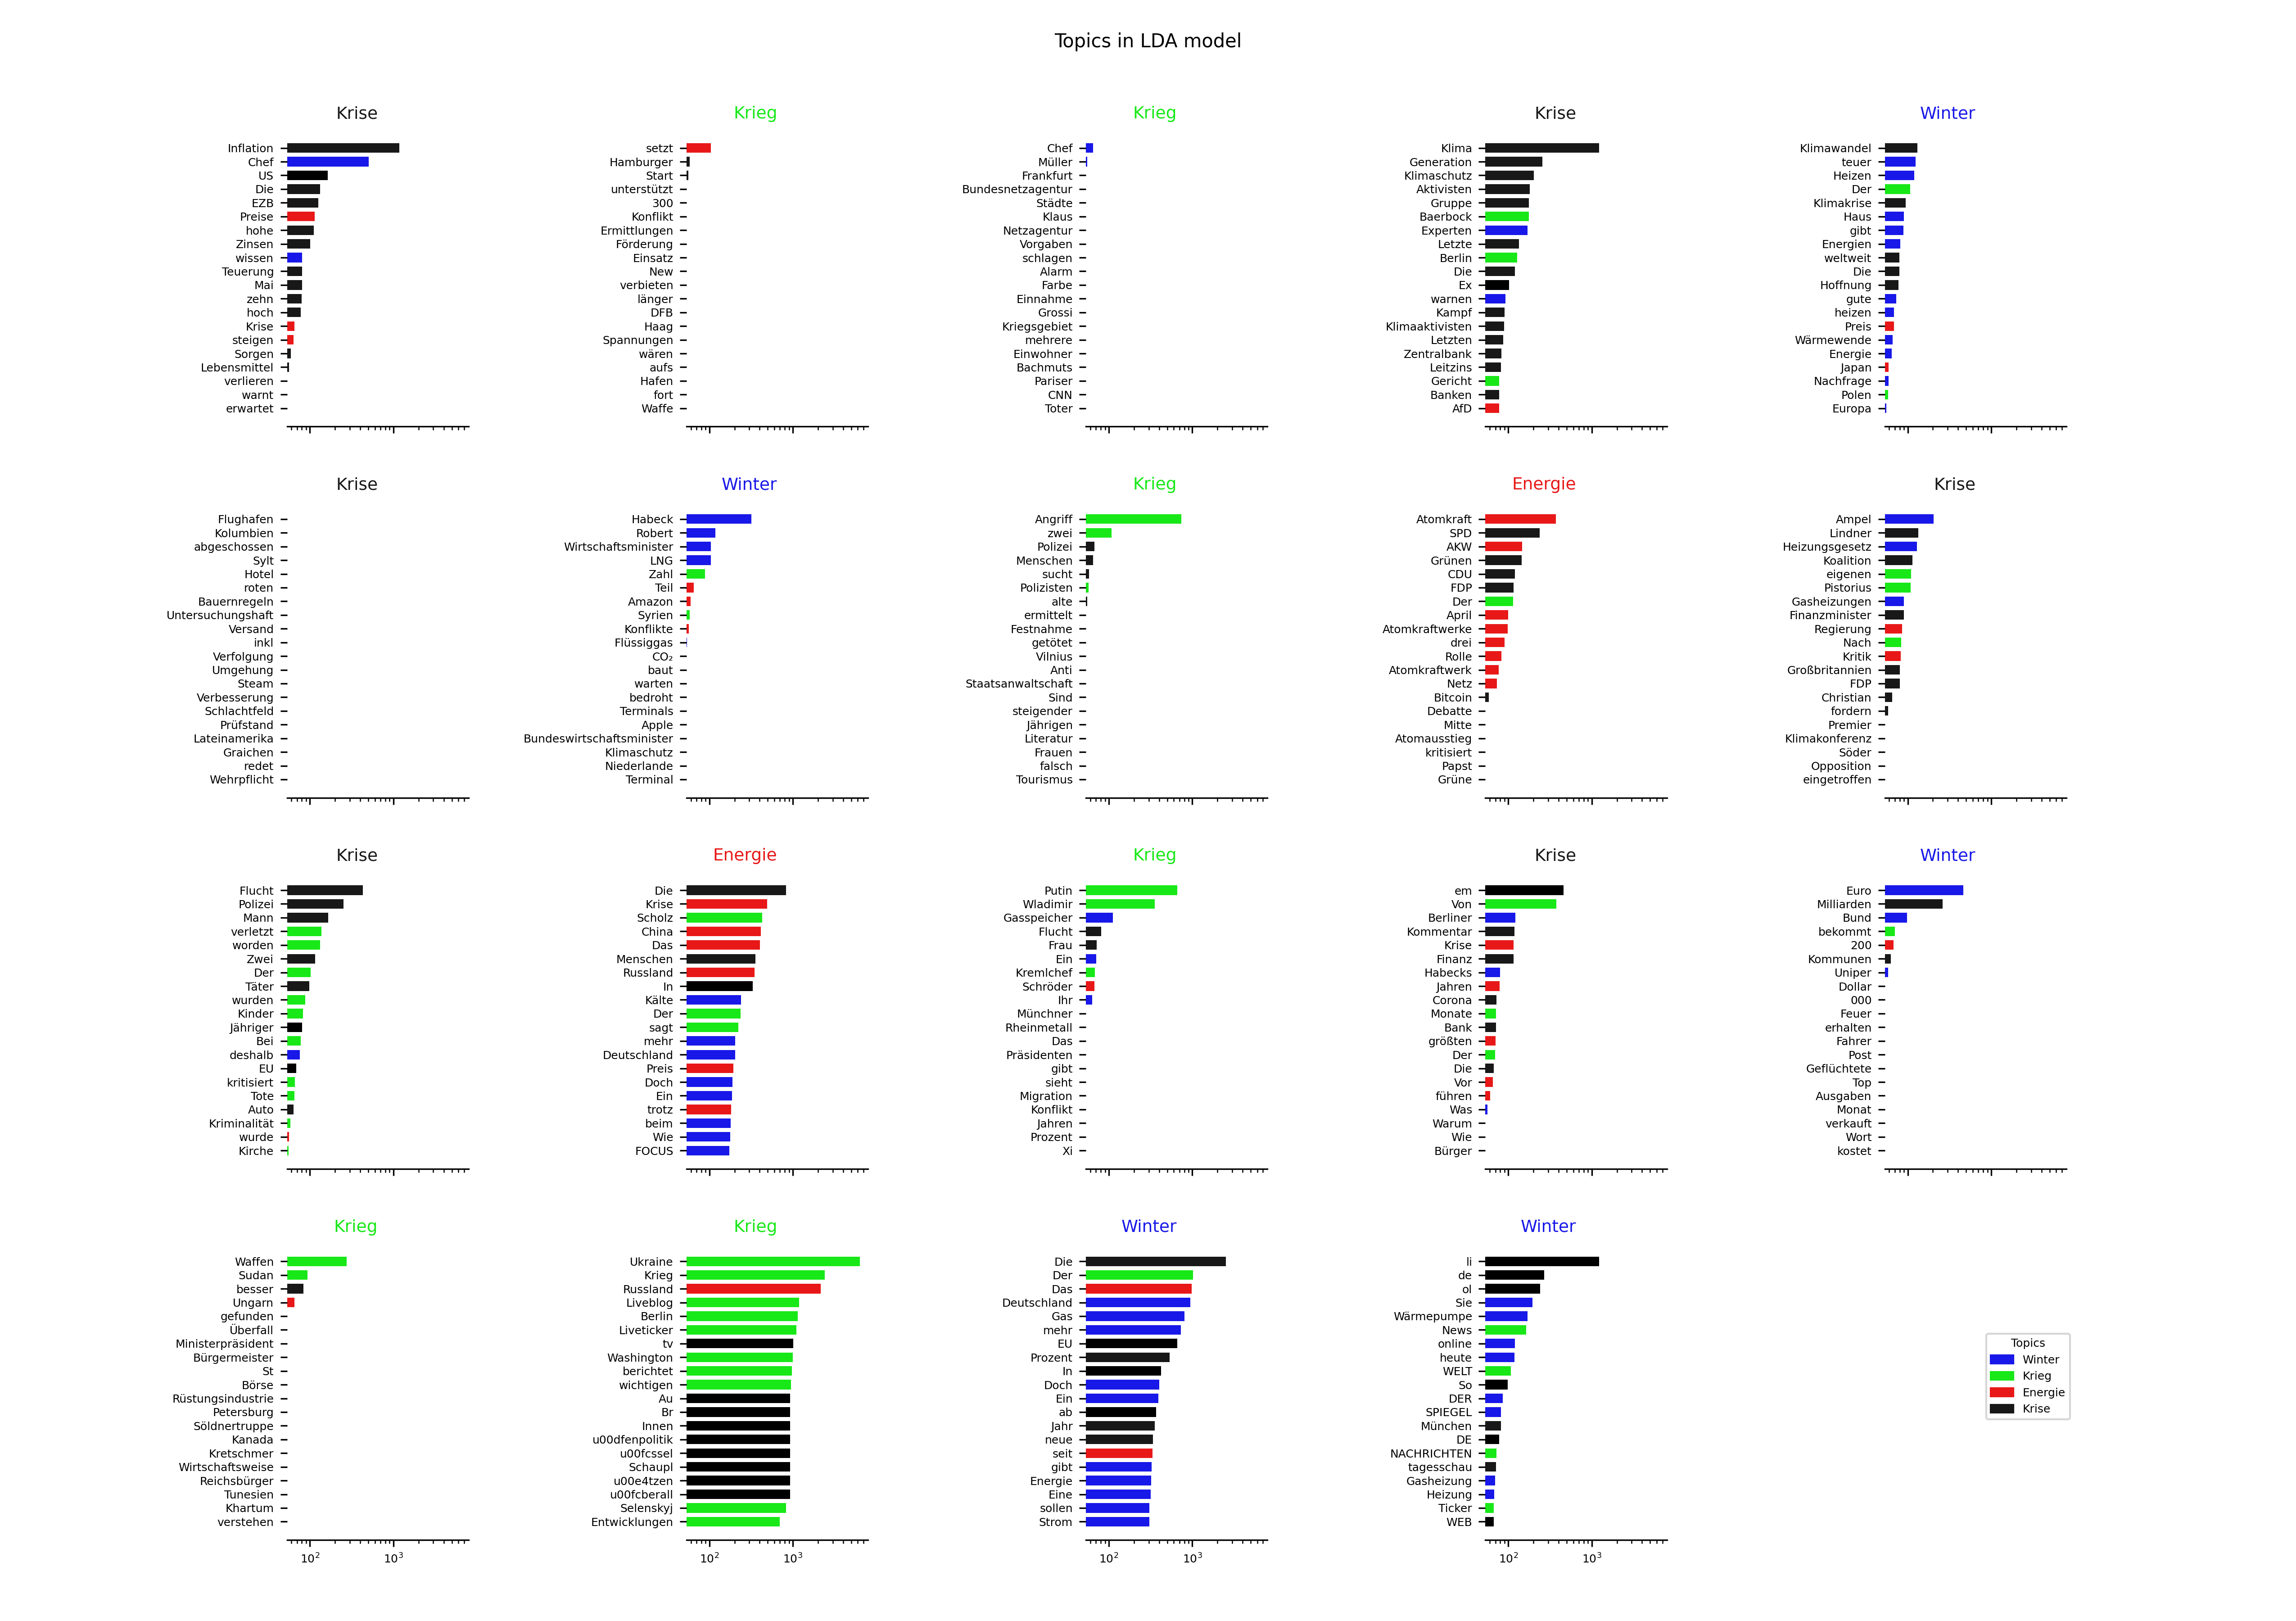 Topics in LDA model
Krise
Inflation
Chef
US
Die
EZB
Preise
hohe
Zinsen
wissen
Teuerung
Mai
zehn
hoch
Krise
steigen
Sorgen
Lebensmittel
verlieren
warnt
erwartet
Krieg
setzt
Hamburger
Start
unterstützt
300
Konflikt
Ermittlungen
Förderung
Einsatz
New
verbieten
länger
DFB
Haag
Spannungen
wären
aufs
Hafen
fort
Waffe
Krieg
Chef
Müller
Frankfurt
Bundesnetzagentur
Städte
Klaus
Netzagentur
Vorgaben
schlagen
Alarm
Farbe
Einnahme
Grossi
Kriegsgebiet
mehrere
Einwohner
Bachmuts
Pariser
CNN
Toter
Krise
Klima
Generation
Klimaschutz
Aktivisten
Gruppe
Baerbock
Experten
Letzte
Berlin
Die
Ex
warnen
Kampf
Klimaaktivisten
Letzten
Zentralbank
Leitzins
Gericht
Banken
AfD
Winter
Klimawandel
teuer
Heizen
Der
Klimakrise
Haus
gibt
Energien
weltweit
Die
Hoffnung
gute
heizen
Preis
Wärmewende
Energie
Japan
Nachfrage
Polen
Europa
Krise
Flughafen
Kolumbien
abgeschossen
Sylt
Hotel
roten
Bauernregeln
Untersuchungshaft
Versand
inkl
Verfolgung
Umgehung
Steam
Verbesserung
Schlachtfeld
Prüfstand
Lateinamerika
Graichen
redet
Wehrpflicht
Winter
Habeck
Robert
Wirtschaftsminister
LNG
Zahl
Teil
Amazon
Syrien
Konflikte
Flüssiggas
CO₂
baut
warten
bedroht
Terminals
Apple
Bundeswirtschaftsminister
Klimaschutz
Niederlande
Terminal
Krieg
Angriff
zwei
Polizei
Menschen
sucht
Polizisten
alte
ermittelt
Festnahme
getötet
Vilnius
Anti
Staatsanwaltschaft
Sind
steigender
Jährigen
Literatur
Frauen
falsch
Tourismus
Energie
Atomkraft
SPD
AKW
Grünen
CDU
FDP
Der
April
Atomkraftwerke
drei
Rolle
Atomkraftwerk
Netz
Bitcoin
Debatte
Mitte
Atomausstieg
kritisiert
Papst
Grüne
Krise
Ampel
Lindner
Heizungsgesetz
Koalition
eigenen
Pistorius
Gasheizungen
Finanzminister
Regierung
Nach
Kritik
Großbritannien
FDP
Christian
fordern
Premier
Klimakonferenz
Söder
Opposition
eingetroffen
Krise
Flucht
Polizei
Mann
verletzt
worden
Zwei
Der
Täter
wurden
Kinder
Jähriger
Bei
deshalb
EU
kritisiert
Tote
Auto
Kriminalität
wurde
Kirche
Energie
Die
Krise
Scholz
China
Das
Menschen
Russland
In
Kälte
Der
sagt
mehr
Deutschland
Preis
Doch
Ein
trotz
beim
Wie
FOCUS
Krieg
Putin
Wladimir
Gasspeicher
Flucht
Frau
Ein
Kremlchef
Schröder
Ihr
Münchner
Rheinmetall
Das
Präsidenten
gibt
sieht
Migration
Konflikt
Jahren
Prozent
Xi
Krise
em
Von
Berliner
Kommentar
Krise
Finanz
Habecks
Jahren
Corona
Monate
Bank
größten
Der
Die
Vor
führen
Was
Warum
Wie
Bürger
Winter
Euro
Milliarden
Bund
bekommt
200
Kommunen
Uniper
Dollar
000
Feuer
erhalten
Fahrer
Post
Geflüchtete
Top
Ausgaben
Monat
verkauft
Wort
kostet
Krieg
Waffen
Sudan
besser
Ungarn
gefunden
Überfall
Ministerpräsident
Bürgermeister
St
Börse
Rüstungsindustrie
Petersburg
Söldnertruppe
Kanada
Kretschmer
Wirtschaftsweise
Reichsbürger
Tunesien
Khartum
verstehen
10²
10³
Krieg
Ukraine
Krieg
Russland
Liveblog
Berlin
Liveticker
tv
Washington
berichtet
wichtigen
Au
Br
Innen
u00dfenpolitik
u00fcssel
Schaupl
u00e4tzen
u00fcberall
Selenskyj
Entwicklungen
10²
10³
Winter
Die
Der
Das
Deutschland
Gas
mehr
EU
Prozent
In
Doch
Ein
ab
Jahr
neue
seit
gibt
Energie
Eine
sollen
Strom
10²
10³
Winter
li
de
ol
Sie
Wärmepumpe
News
online
heute
WELT
So
DER
SPIEGEL
München
DE
NACHRICHTEN
tagesschau
Gasheizung
Heizung
Ticker
WEB
10²
10³
Topics
Winter
Krieg
Energie
Krise